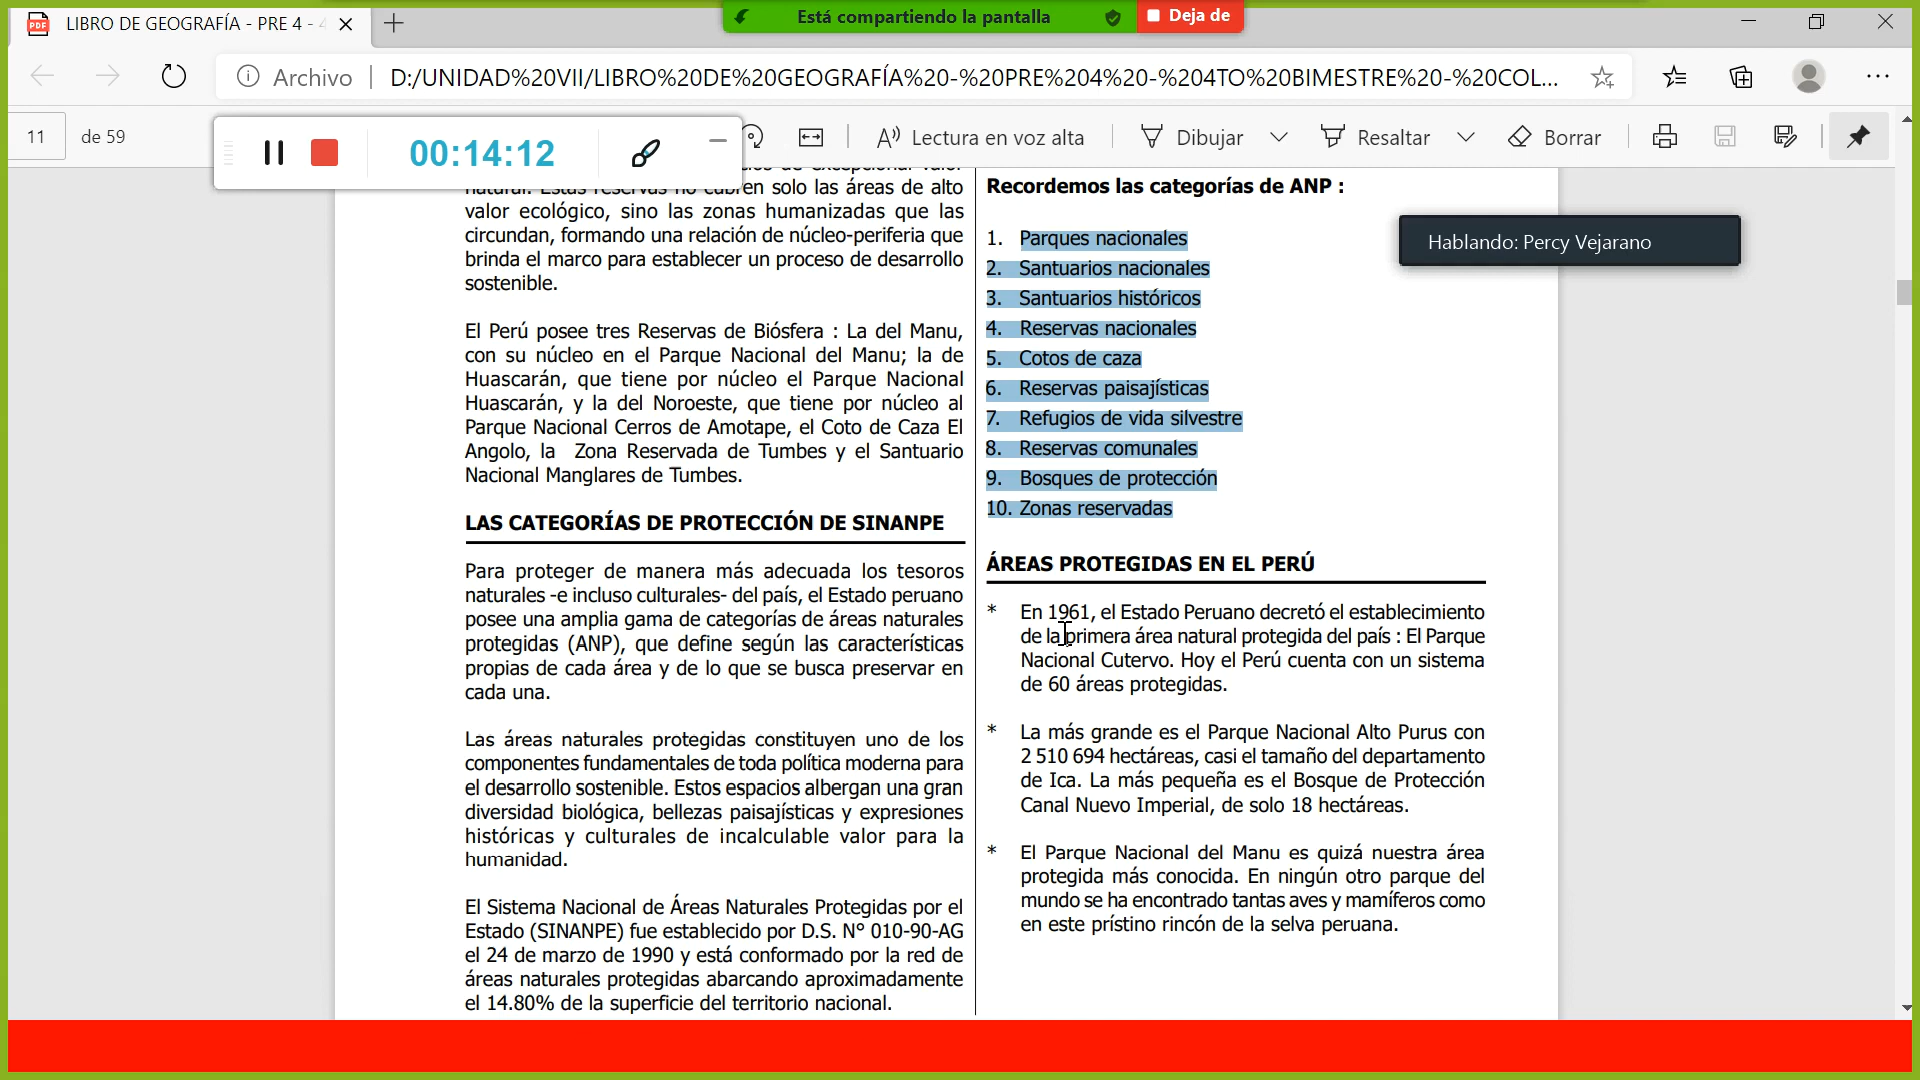 Está compartiendo la pantalla
Deja de
LIBRO DE GEOGRAFÍA - PRE 4 - 4
Archivo
D:/UNIDAD%20VII/LIBRO%20DE%20GEOGRAFÍA%20-%20PRE%204%20-%204TO%20BIMESTRE%20-%20COL...
11 de 59
00:14:12
Lectura en voz alta
Dibujar
Resaltar
Borrar
Hablando: Percy Vejarano
valor ecológico, sino las zonas humanizadas que las
circundan, formando una relación de núcleo-periferia que
brinda el marco para establecer un proceso de desarrollo
sostenible.
El Perú posee tres Reservas de Biósfera : La del Manu,
con su núcleo en el Parque Nacional del Manu; la de
Huascarán, que tiene por núcleo el Parque Nacional
Huascarán, y la del Noroeste, que tiene por núcleo al
Parque Nacional Cerros de Amotape, el Coto de Caza El
Angolo, la Zona Reservada de Tumbes y el Santuario
Nacional Manglares de Tumbes.
LAS CATEGORÍAS DE PROTECCIÓN DE SINANPE
Para proteger de manera más adecuada los tesoros
naturales -e incluso culturales- del país, el Estado peruano
posee una amplia gama de categorías de áreas naturales
protegidas (ANP), que define según las características
propias de cada área y de lo que se busca preservar en
cada una.
Las áreas naturales protegidas constituyen uno de los
componentes fundamentales de toda política moderna para
el desarrollo sostenible. Estos espacios albergan una gran
diversidad biológica, bellezas paisajísticas y expresiones
históricas y culturales de incalculable valor para la
humanidad.
El Sistema Nacional de Áreas Naturales Protegidas por el
Estado (SINANPE) fue establecido por D.S. Nº 010-90-AG
el 24 de marzo de 1990 y está conformado por la red de
áreas naturales protegidas abarcando aproximadamente
el 14.80% de la superficie del territorio nacional.
Recordemos las categorías de ANP :
1. Parques nacionales
2. Santuarios nacionales
3. Santuarios históricos
4. Reservas nacionales
5. Cotos de caza
6. Reservas paisajísticas
7. Refugios de vida silvestre
8. Reservas comunales
9. Bosques de protección
10. Zonas reservadas
ÁREAS PROTEGIDAS EN EL PERÚ
* En 1961, el Estado Peruano decretó el establecimiento
de la primera área natural protegida del país : El Parque
Nacional Cutervo. Hoy el Perú cuenta con un sistema
de 60 áreas protegidas.
* La más grande es el Parque Nacional Alto Purus con
2 510 694 hectáreas, casi el tamaño del departamento
de Ica. La más pequeña es el Bosque de Protección
Canal Nuevo Imperial, de solo 18 hectáreas.
* El Parque Nacional del Manu es quizá nuestra área
protegida más conocida. En ningún otro parque del
mundo se ha encontrado tantas aves y mamíferos como
en este prístino rincón de la selva peruana.